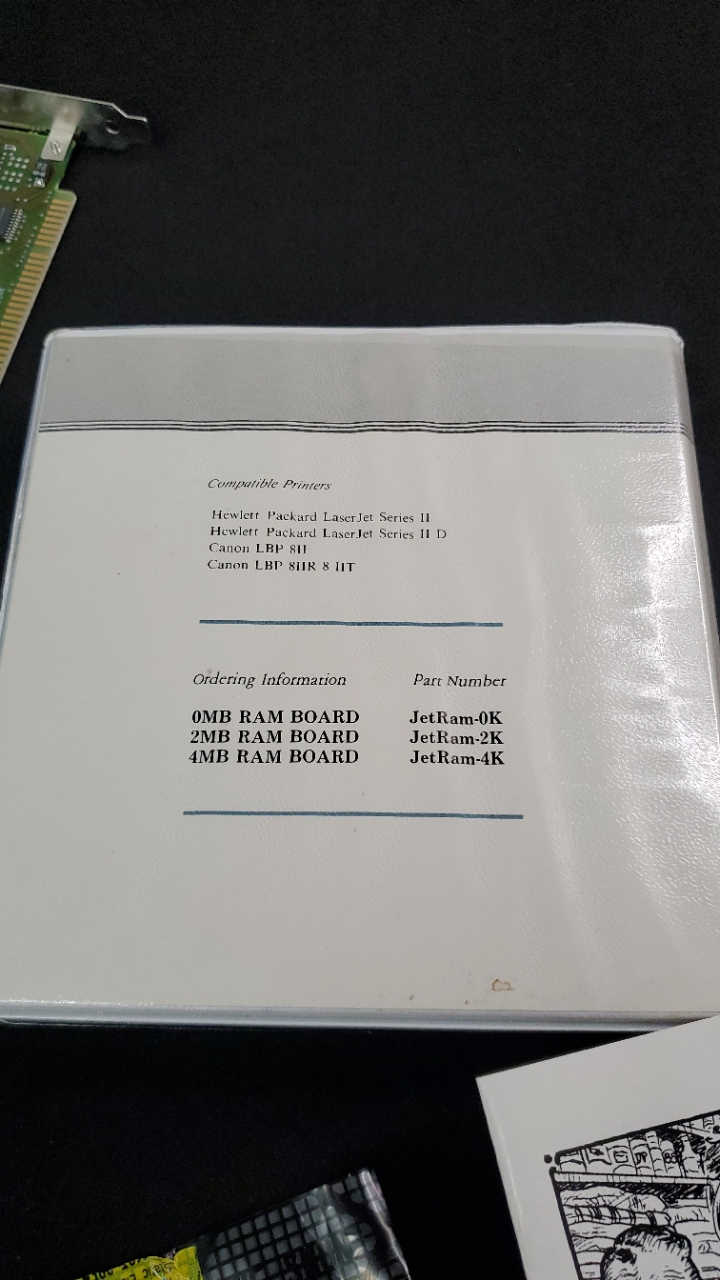 Compatible Printers
Hewlett Packard LaserJet Series II
Hewlett Packard LaserJet Series II D
Canon LBP 8II
Canon LBP 8IIR 8 IIT
Ordering Information Part Number
0MB RAM BOARD JetRam-0K
2MB RAM BOARD JetRam-2K
4MB RAM BOARD JetRam-4K